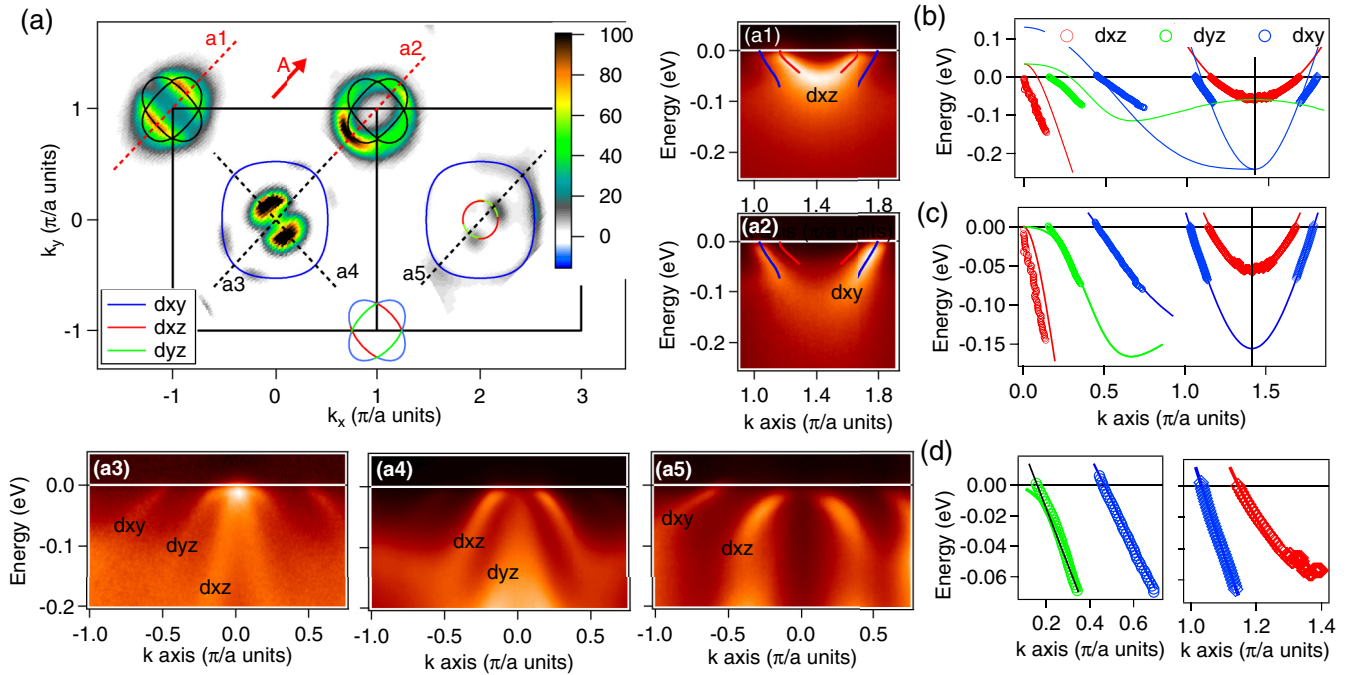 (a)
a1
a2
A
a3
a4
a5
1
0
-1
k_y (π/a units)
-1
0
1
2
3
k_x (π/a units)
dxy
dxz
dyz
100
80
60
40
20
0
(a1)
0.0
-0.1
-0.2
Energy (eV)
dxz
1.0
1.4
1.8
k axis (π/a units)
(a2)
0.0
-0.1
-0.2
Energy (eV)
dxy
1.0
1.4
1.8
k axis (π/a units)
(b)
dxz
dyz
dxy
0.1
0.0
-0.1
-0.2
Energy (eV)
(c)
0.00
-0.05
-0.10
-0.15
Energy (eV)
0.0
0.5
1.0
1.5
k axis (π/a units)
(a3)
0.0
-0.1
-0.2
Energy (eV)
dxy
dyz
dxz
-1.0
-0.5
0.0
0.5
k axis (π/a units)
(a4)
dxz
dyz
-1.0
-0.5
0.0
0.5
k axis (π/a units)
(a5)
dxy
dxz
-1.0
-0.5
0.0
0.5
k axis (π/a units)
(d)
0.00
-0.02
-0.04
-0.06
Energy (eV)
0.2
0.4
0.6
k axis (π/a units)
1.0
1.2
1.4
k axis (π/a units)